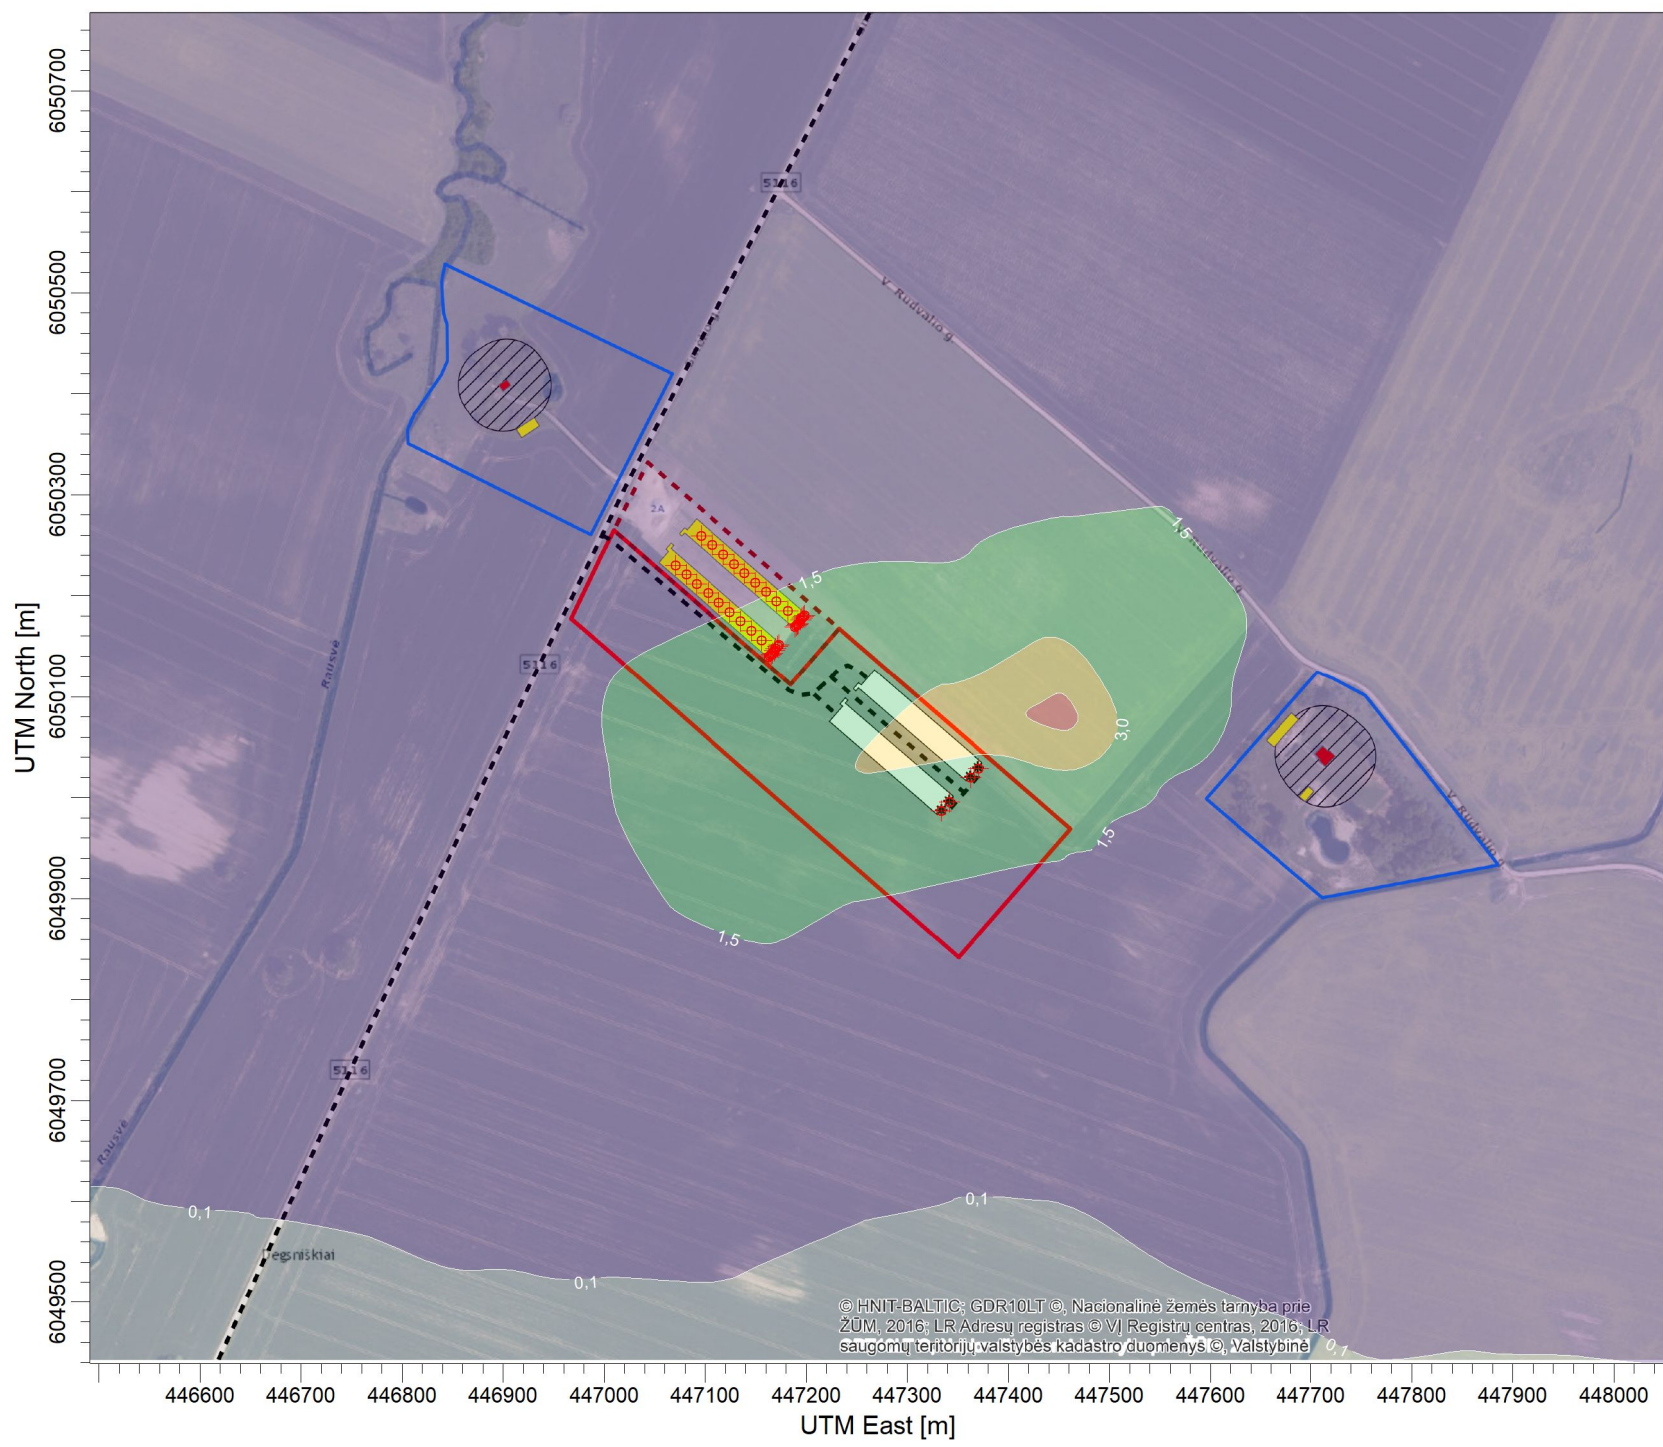 UTM North [m]
6050700
6050500
6050300
6050100
6049900
6049700
6049500
5116
V. Rudvalio g
2A
1,5
1,5
5116
Rausvė
3,0
1,5
V. Rudvalio g
1,5
5116
Rausvė
0,1
0,1
0,1
Degsniškiai
© HNIT-BALTIC; GDR10LT ©, Nacionalinė žemės tarnyba prie
ŽŪM, 2016; LR Adresų registras © VĮ Registrų centras, 2016; LR
saugomų teritorijų valstybės kadastro duomenys ©, Valstybinė
0,1
446600 446700 446800 446900 447000 447100 447200 447300 447400 447500 447600 447700 447800 447900 448000
UTM East [m]